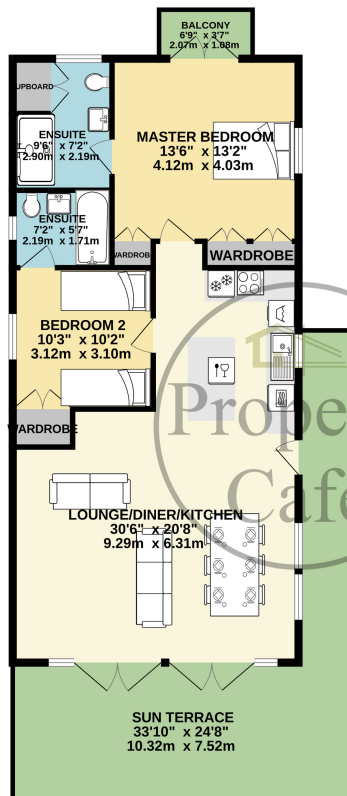 BALCONY
6'9" x 3'7"
2.07m x 1.08m
UPBOARD
ENSUITE
9'6" x 7'2"
2.90m x 2.19m
MASTER BEDROOM
13'6" x 13'2"
4.12m x 4.03m
ENSUITE
7'2" x 5'7"
2.19m x 1.71m
WARDROB
WARDROBE
BEDROOM 2
10'3" x 10'2"
3.12m x 3.10m
WARDROBE
Prope
Cafe
LOUNGE/DINER/KITCHEN
30'6" x 20'8"
9.29m x 6.31m
SUN TERRACE
33'10" x 24'8"
10.32m x 7.52m